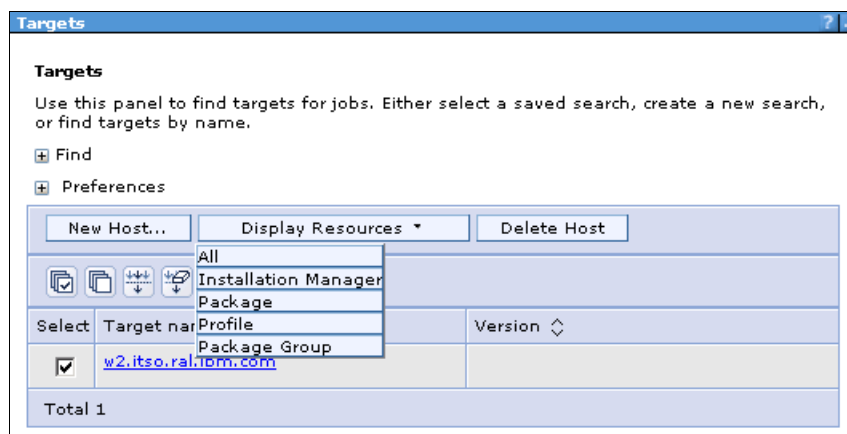 Targets ?
Targets
Use this panel to find targets for jobs. Either select a saved search, create a new search,
or find targets by name.
Find
Preferences
New Host... Display Resources Delete Host
All
Installation Manager
Package
Profile
Package Group
Select Target nar Version
w2.itso.ral.ibm.com
Total 1